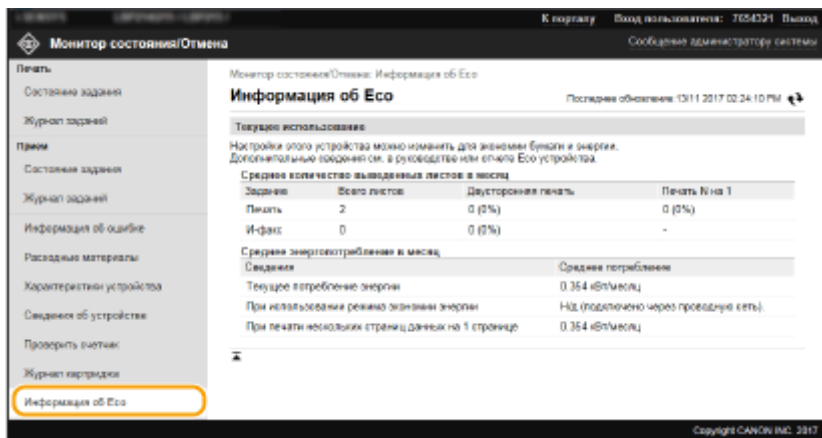 К порталу Вход пользователя: 7654321 Выход
Монитор состояния/Отмена Сообщение администратору системы
Печать
Состояние задания
Журнал заданий
Прием
Состояние задания
Журнал заданий
Информация об ошибке
Расходные материалы
Характеристики устройства
Сведения об устройстве
Проверить счетчик
Журнал картриджа
Информация об Eco
Монитор состояния/Отмена: Информация об Eco
Информация об Eco
Последнее обновление: 13/11 2017 02:24:10 PM
Текущее использование
Настройки этого устройства можно изменить для экономии бумаги и энергии.
Дополнительные сведения см. в руководстве или отчете Eco устройства.
Среднее количество выведенных листов в месяц
Задание Всего листов Двусторонняя печать Печать N на 1
Печать 2 0 (0%) 0 (0%)
И-факс 0 0 (0%) -
Среднее энергопотребление в месяц
Сведения Среднее потребление
Текущее потребление энергии 0.364 кВт/месяц
При использовании режима экономии энергии Н/д (подключено через проводную сеть).
При печати нескольких страниц данных на 1 странице 0.364 кВт/месяц
Copyright CANON INC. 2017